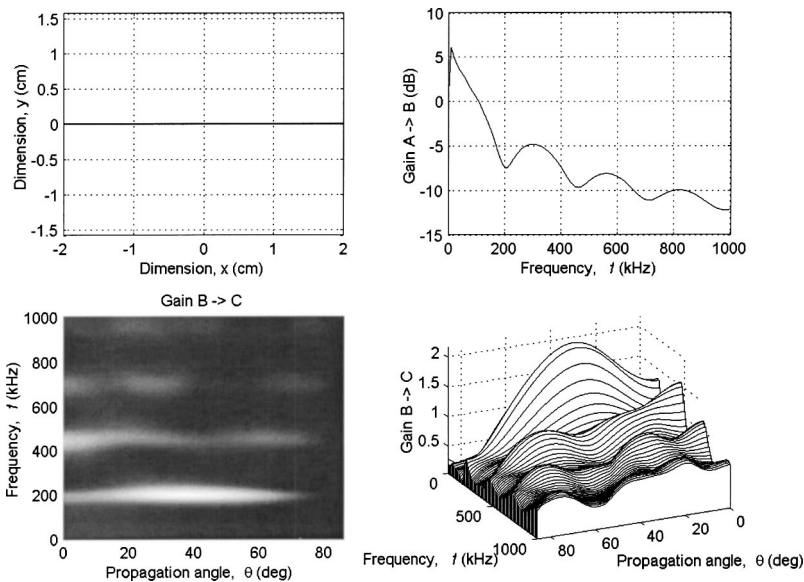 1.5
1
0.5
0
-0.5
-1
-1.5
-2 -1 0 1 2
Dimension, y (cm)
Dimension, x (cm)
10
5
0
-5
-10
-15
0 200 400 600 800 1000
Gain A -> B (dB)
Frequency, f (kHz)
Gain B -> C
1000
800
600
400
200
0
0 20 40 60 80
Frequency, f (kHz)
Propagation angle, θ (deg)
2
1.5
1
0.5
0
Gain B -> C
0
500
1000
80 60 40 20 0
Frequency, f (kHz)
Propagation angle, θ (deg)